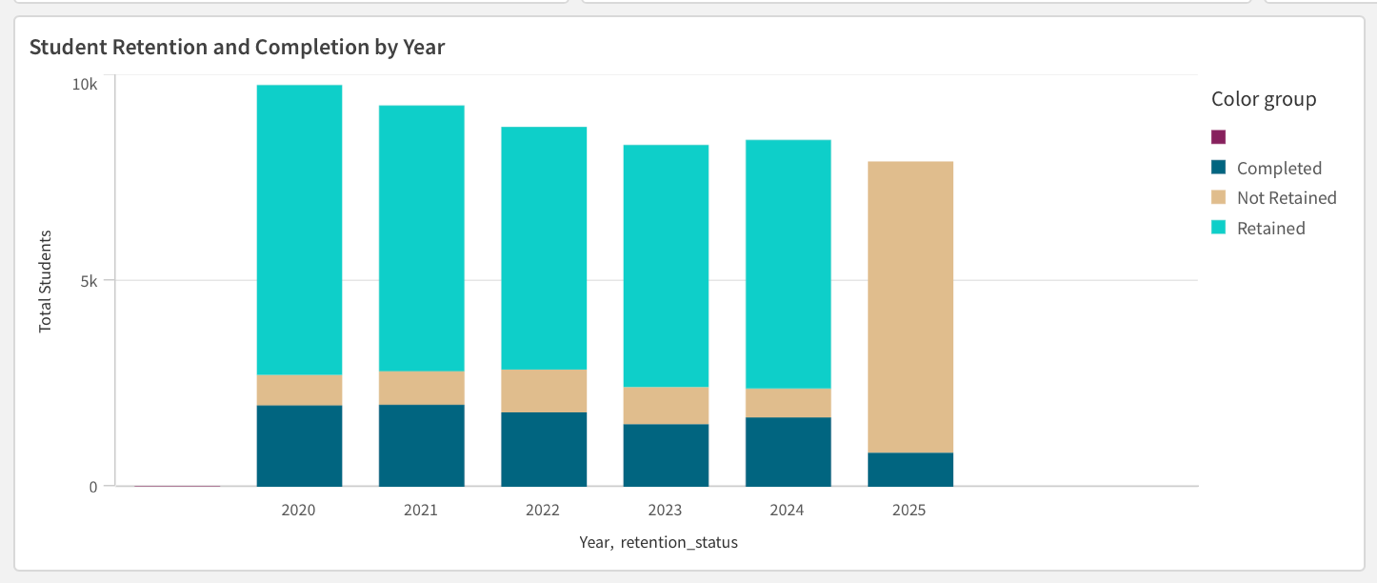 Student Retention and Completion by Year
10k
5k
0
Total Students
2020 2021 2022 2023 2024 2025
Year, retention_status
Color group
Completed
Not Retained
Retained